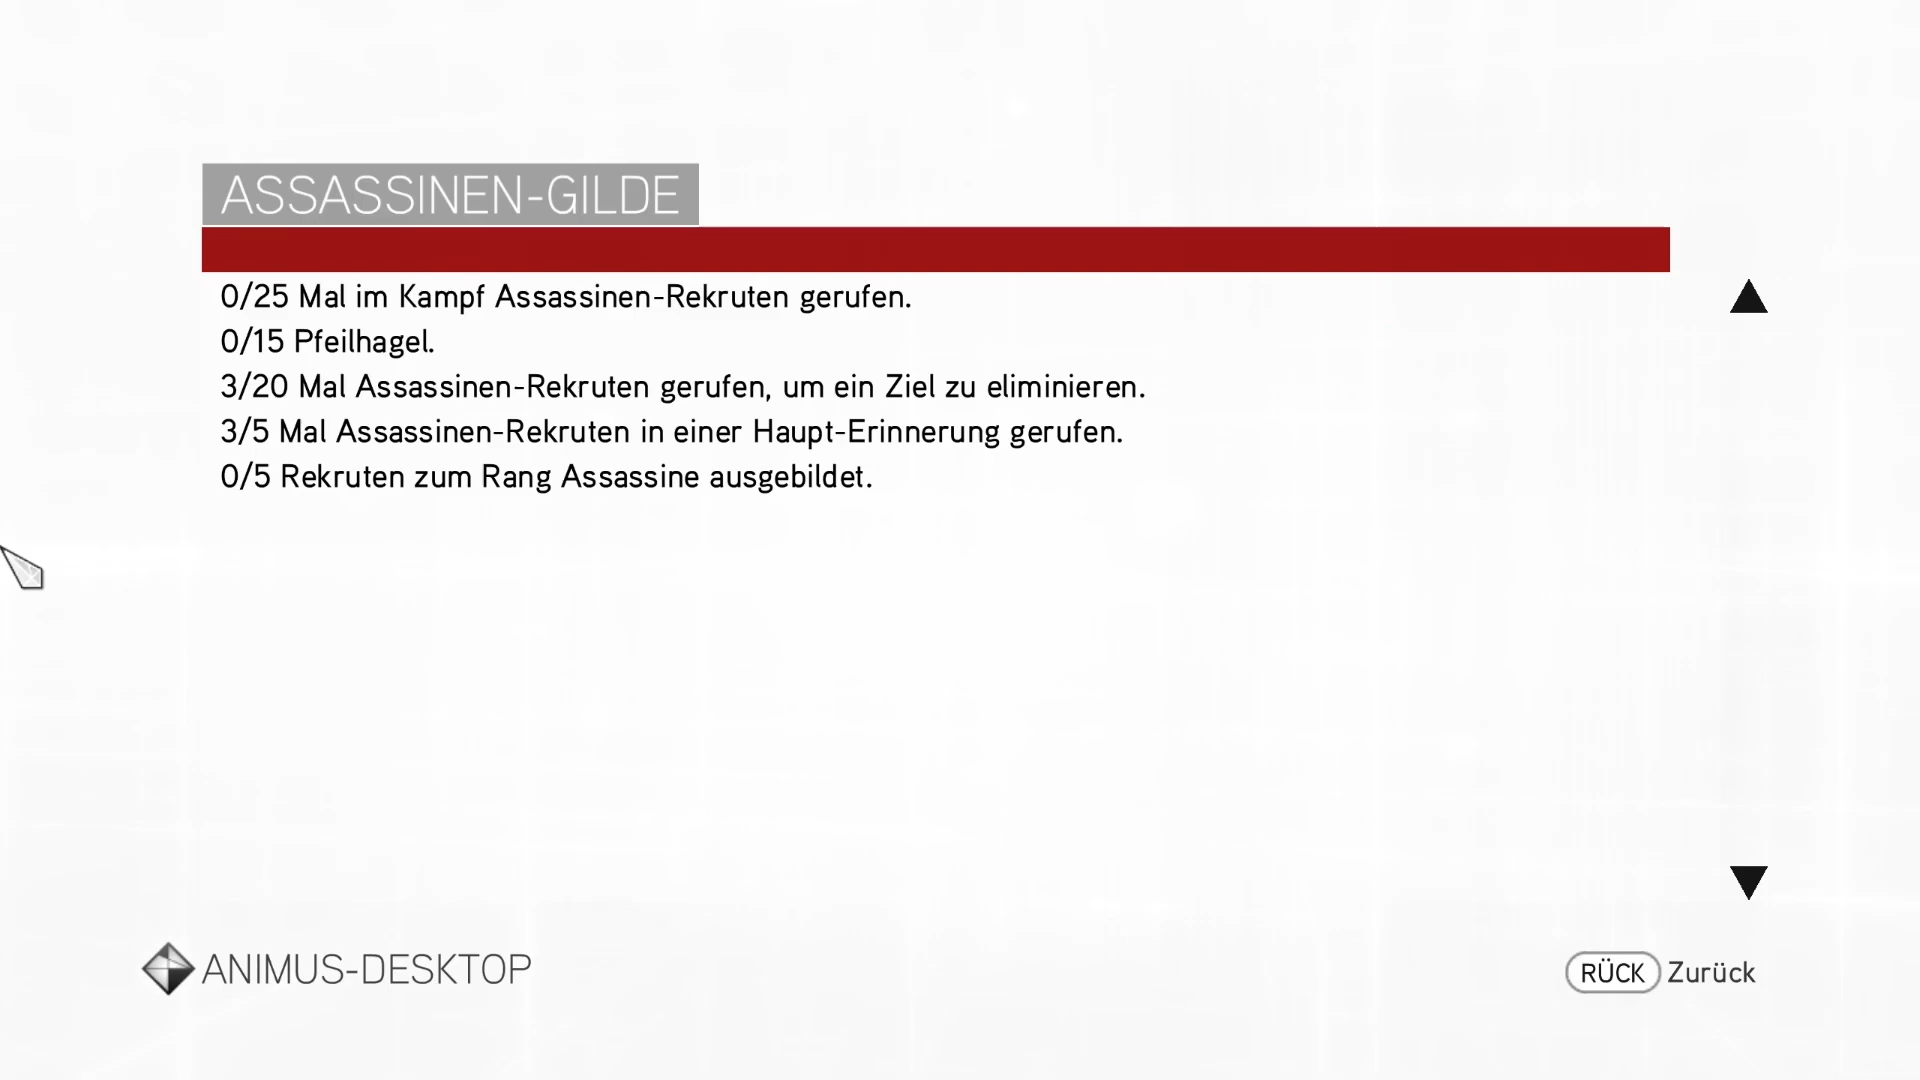 ASSASSINEN-GILDE
0/25 Mal im Kampf Assassinen-Rekruten gerufen.
0/15 Pfeilhagel.
3/20 Mal Assassinen-Rekruten gerufen, um ein Ziel zu eliminieren.
3/5 Mal Assassinen-Rekruten in einer Haupt-Erinnerung gerufen.
0/5 Rekruten zum Rang Assassine ausgebildet.
ANIMUS-DESKTOP
RÜCK Zurück